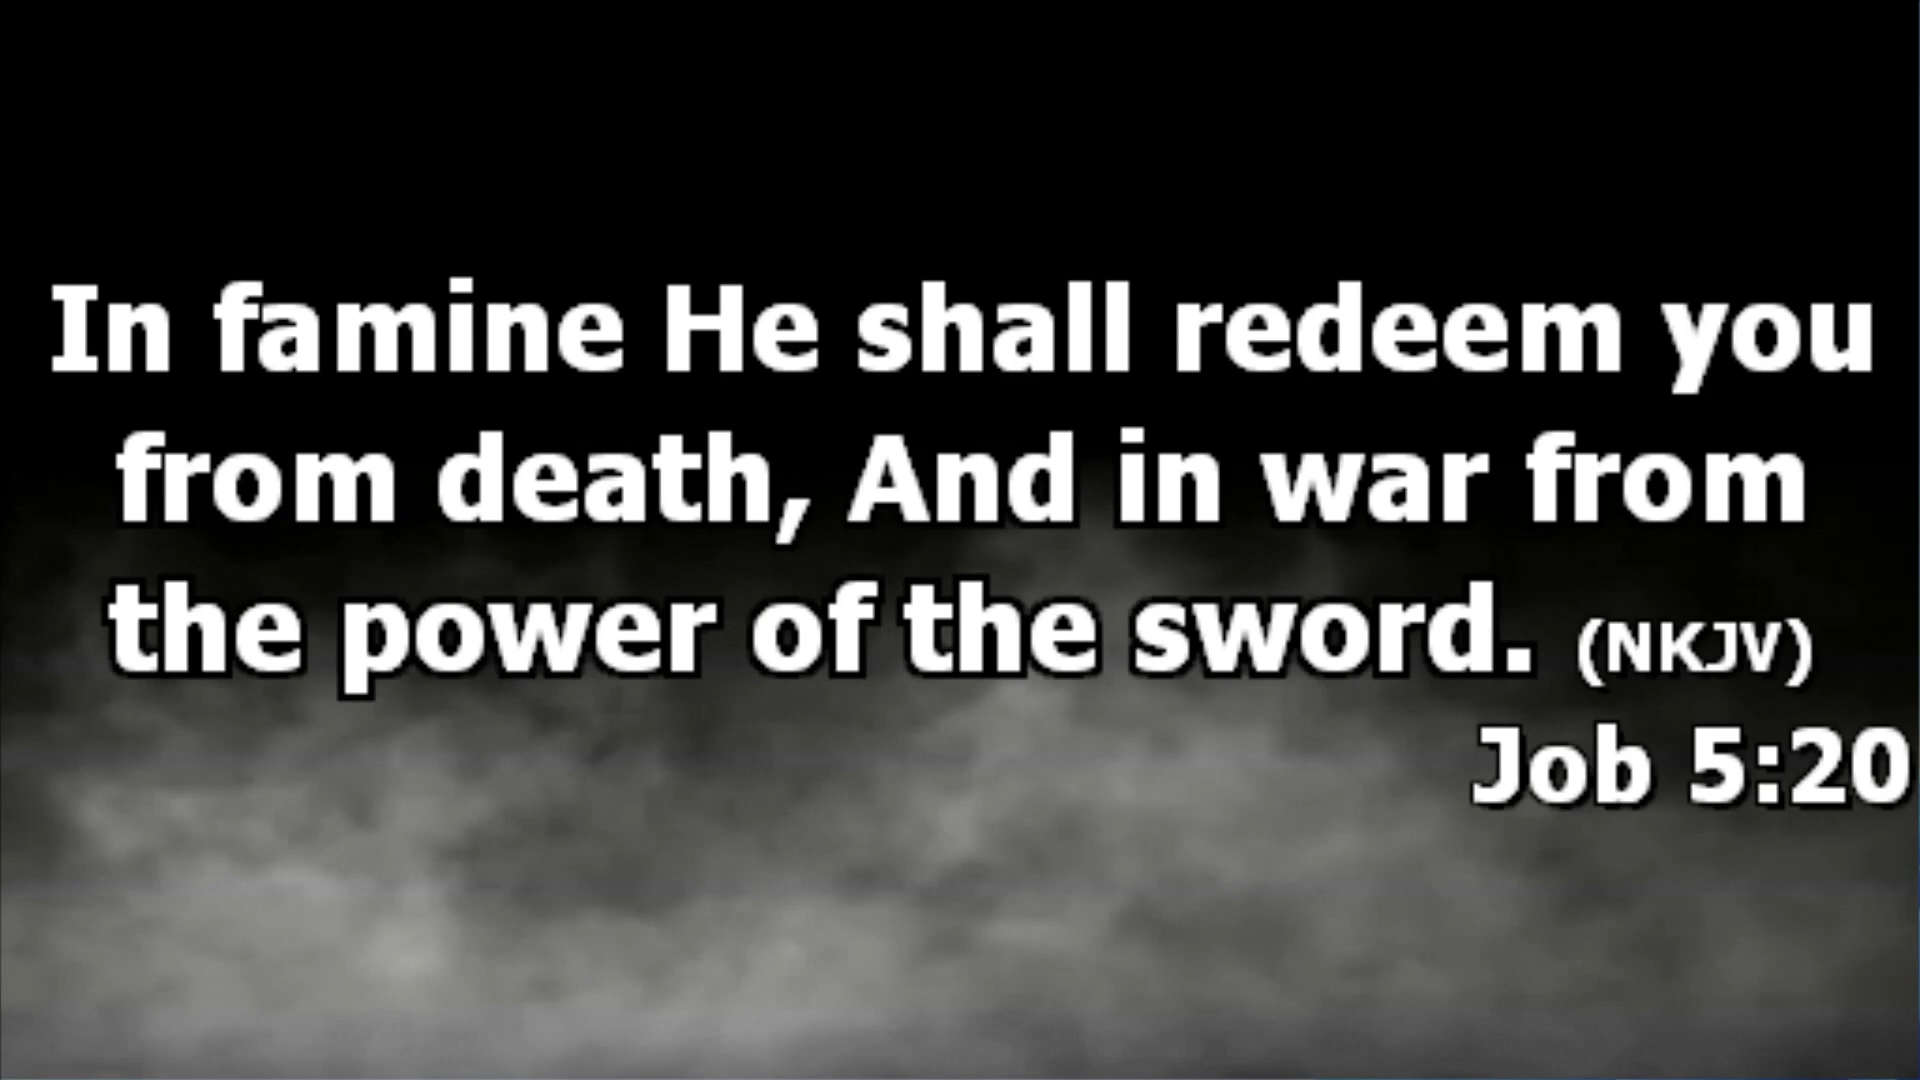 In famine He shall redeem you
from death, And in war from
the power of the sword. (NKJV)
Job 5:20